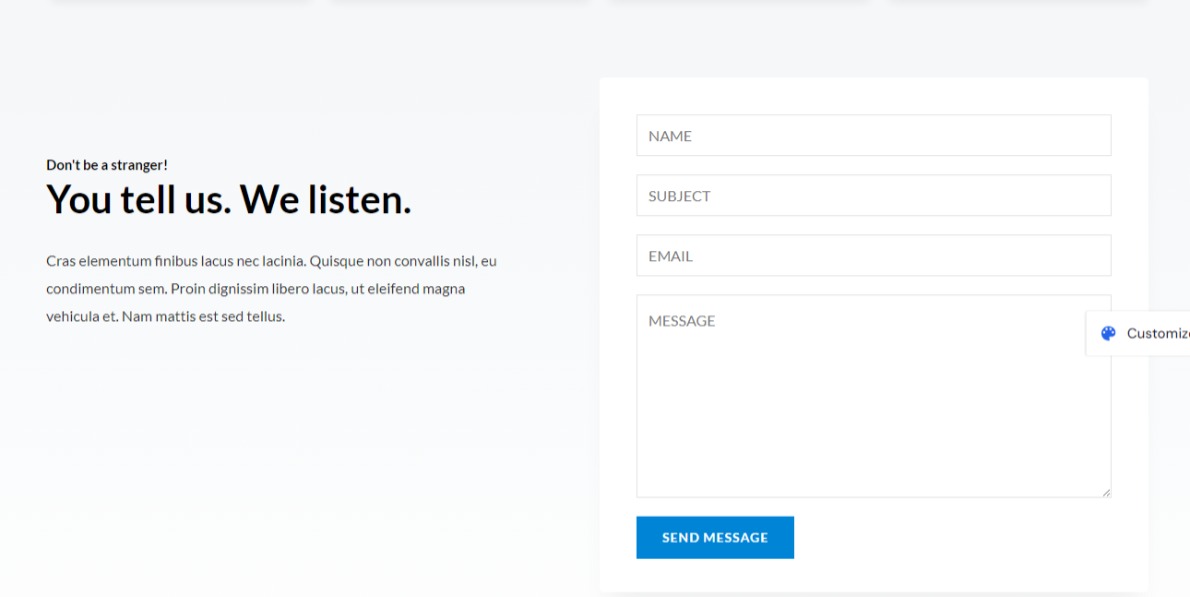 Don't be a stranger!
You tell us. We listen.
Cras elementum finibus lacus nec lacinia. Quisque non convallis nisl, eu
condimentum sem. Proin dignissim libero lacus, ut eleifend magna
vehicula et. Nam mattis est sed tellus.
NAME
SUBJECT
EMAIL
MESSAGE
SEND MESSAGE
Customize